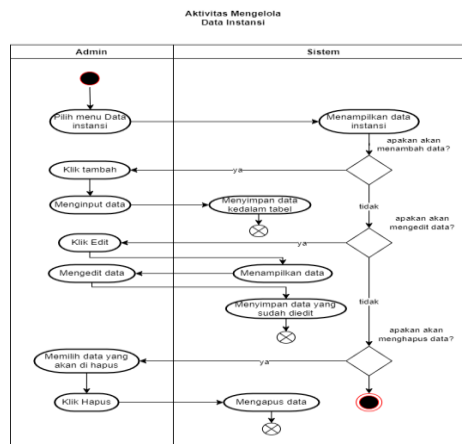 Aktivitas Mengelola
Data Instansi
Admin
Sistem
Pilih menu Data
instansi
Menampilkan data
instansi
apakan akan
menambah data?
Klik tambah
ya
Menginput data
Menyimpan data
kedalam tabel
tidak
apakan akan
mengedit data?
Klik Edit
ya
Mengedit data
Menampilkan data
Menyimpan data yang
sudah diedit
tidak
apakan akan
menghapus data?
Memilih data yang
akan di hapus
ya
Klik Hapus
Mengapus data